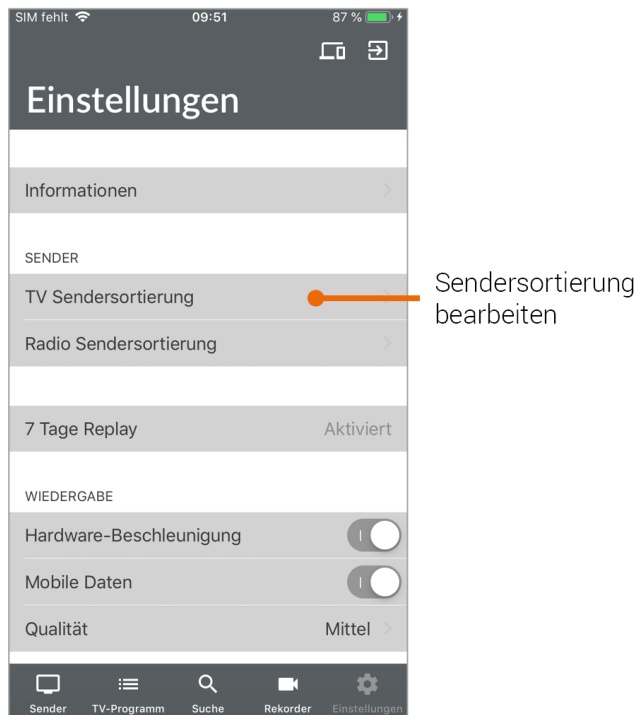 SIM fehlt 09:51 87 %
Einstellungen
Informationen
SENDER
TV Sendersortierung
Sendersortierung
bearbeiten
Radio Sendersortierung
7 Tage Replay Aktiviert
WIEDERGABE
Hardware-Beschleunigung
Mobile Daten
Qualität Mittel
Sender TV-Programm Suche Rekorder Einstellungen